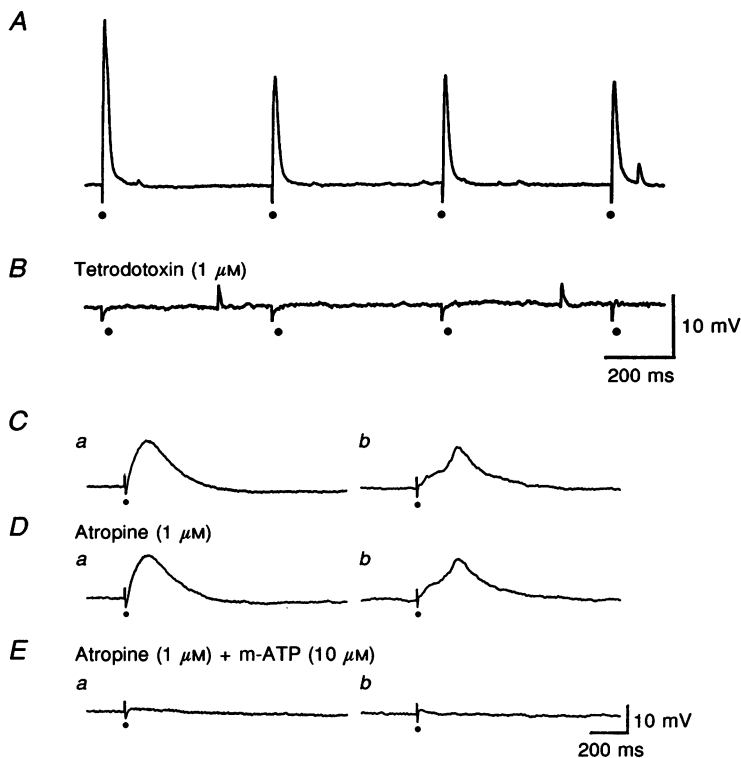 A
B Tetrodotoxin (1 μM)
10 mV
200 ms
C
a b
D Atropine (1 μM)
a b
E Atropine (1 μM) + m-ATP (10 μM)
a b
10 mV
200 ms